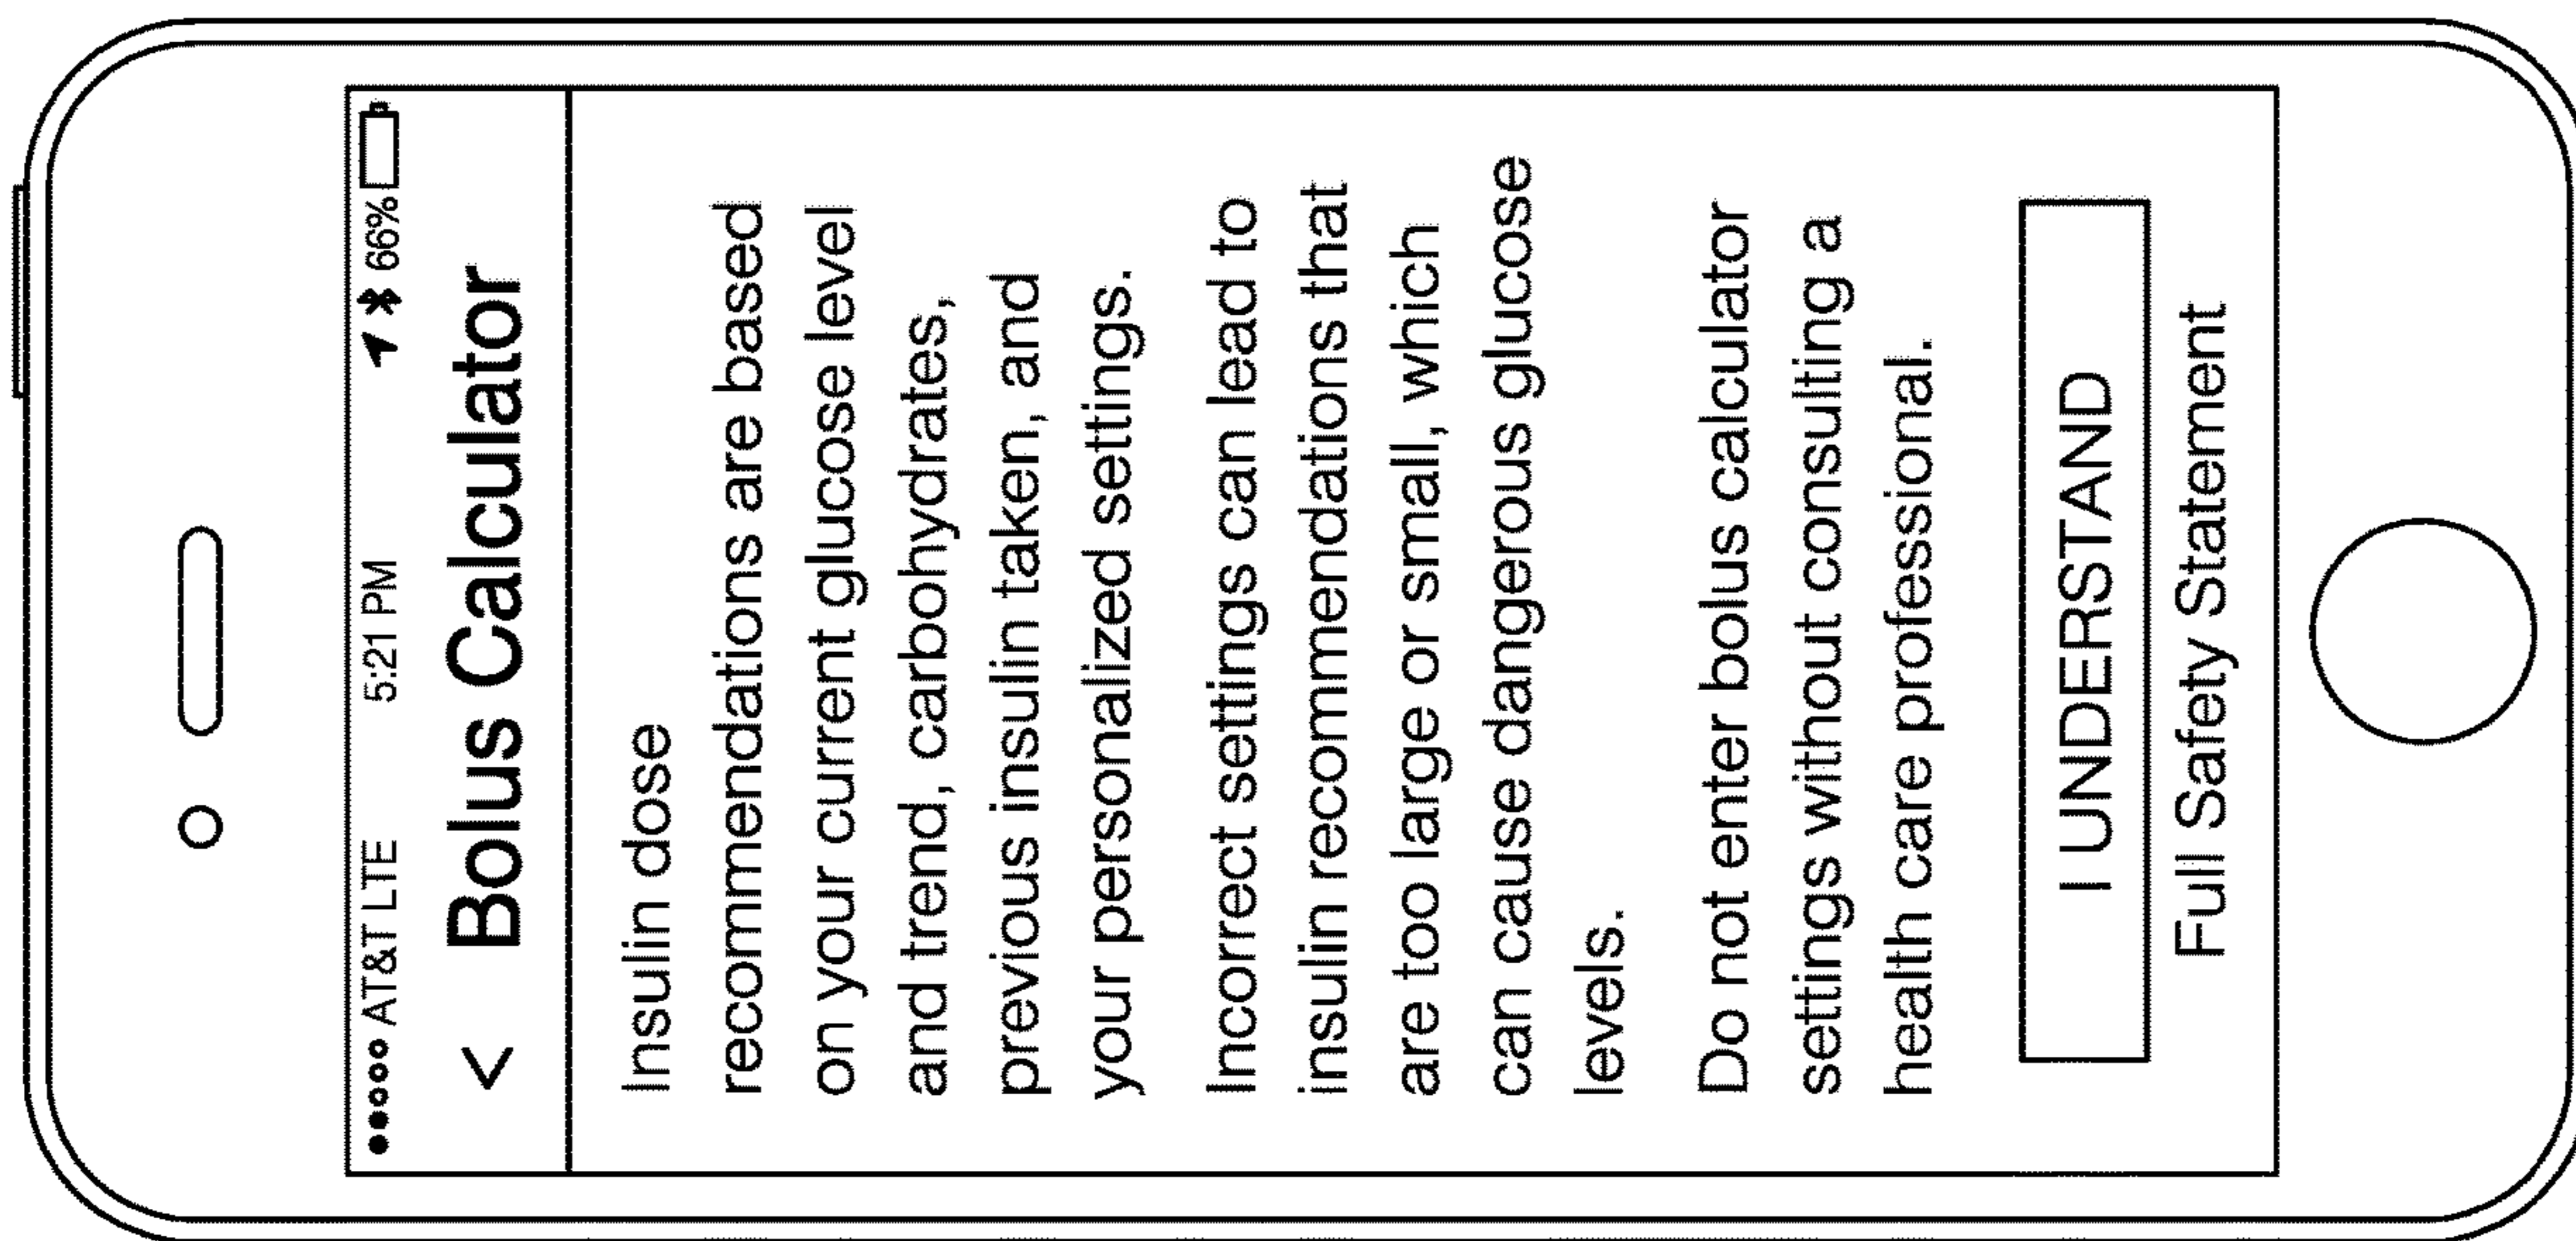 ●●○○○ AT&T LTE 5:21 PM 66%
< Bolus Calculator
Insulin dose
recommendations are based
on your current glucose level
and trend, carbohydrates,
previous insulin taken, and
your personalized settings.
Incorrect settings can lead to
insulin recommendations that
are too large or small, which
can cause dangerous glucose
levels.
Do not enter bolus calculator
settings without consulting a
health care professional.
I UNDERSTAND
Full Safety Statement